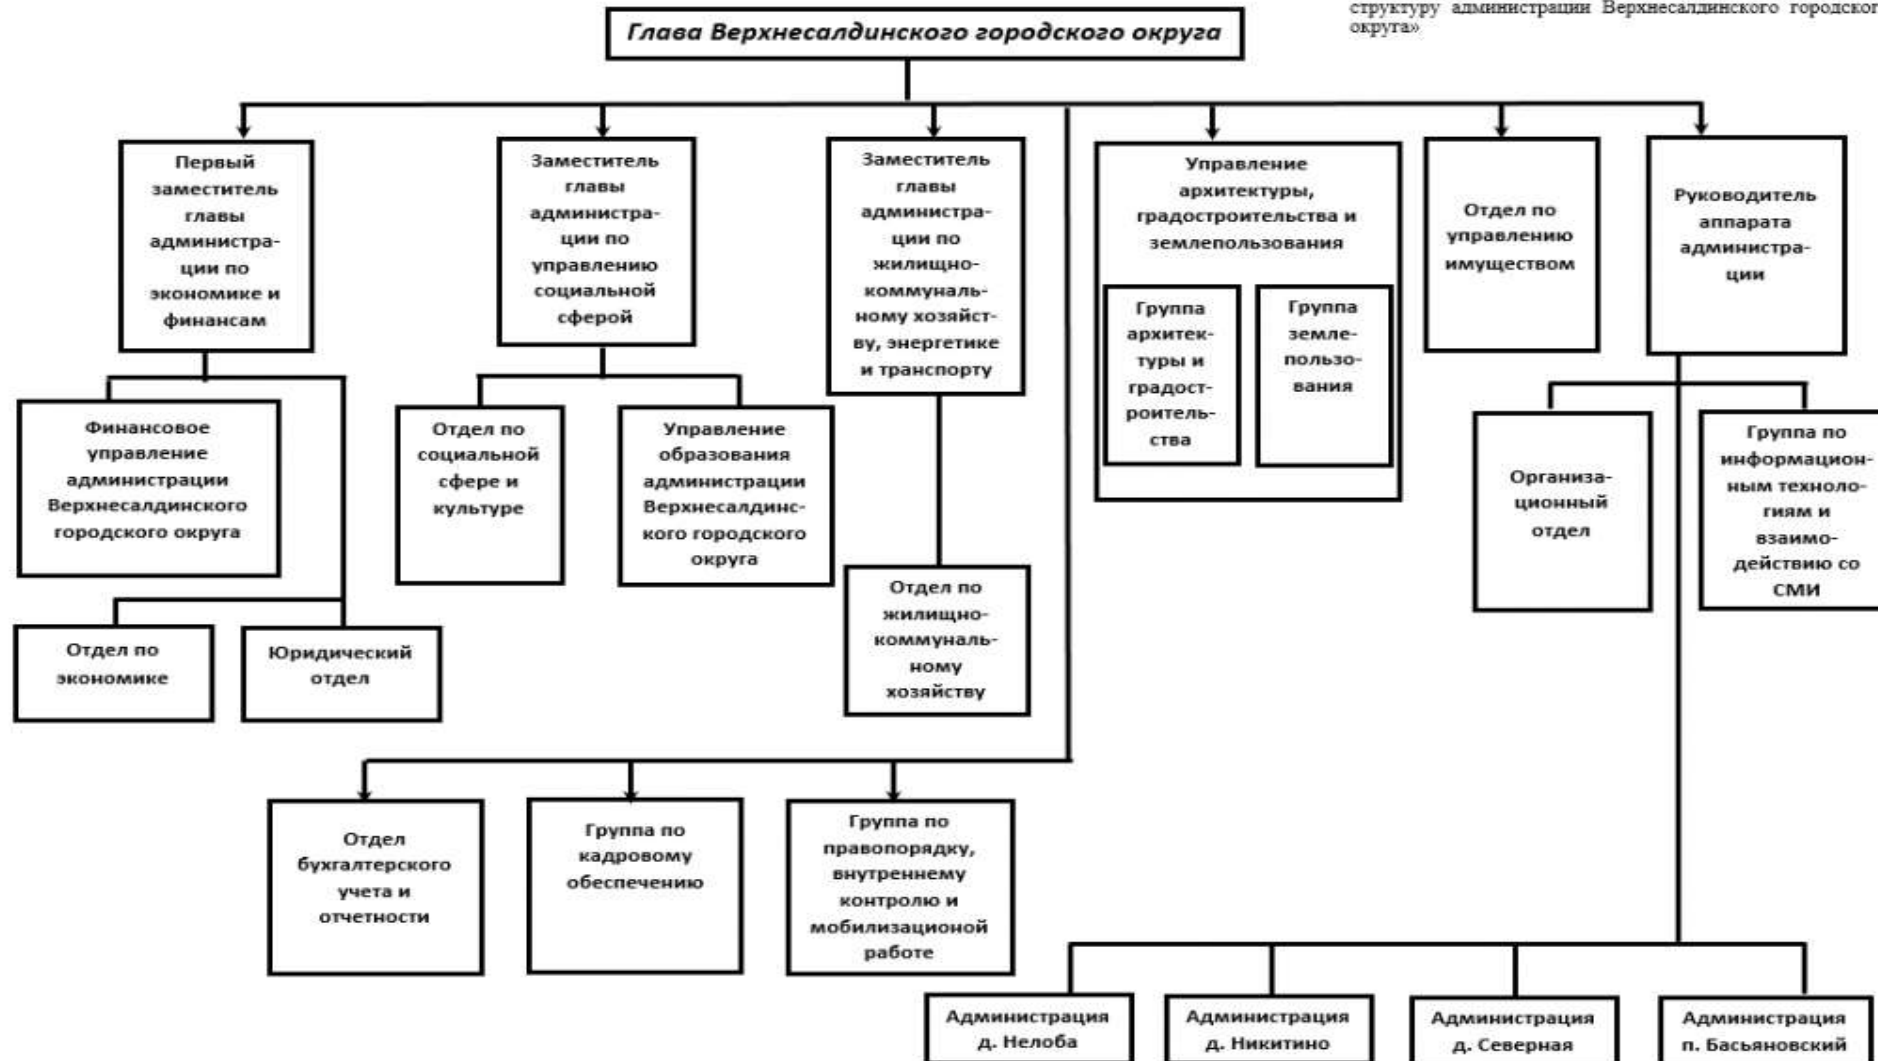 структуру администрации Верхнесалдинского городског
округа»
Глава Верхнесалдинского городского округа
Первый
заместитель
главы
администра-
ции по
экономике и
финансам
Заместитель
главы
администра-
ции по
управлению
социальной
сферой
Заместитель
главы
администра-
ции по
жилищно-
коммуналь-
ному хозяйст-
ву, энергетике
и транспорту
Управление
архитектуры,
градостроительства и
землепользования
Группа
архитек-
туры и
градост-
роитель-
ства
Группа
земле-
пользо-
вания
Отдел по
управлению
имуществом
Руководитель
аппарата
администра-
ции
Финансовое
управление
администрации
Верхнесалдинского
городского округа
Отдел по
социальной
сфере и
культуре
Управление
образования
администрации
Верхнесалдинс-
кого городского
округа
Организа-
ционный
отдел
Группа по
информацион-
ным техноло-
гиям и
взаимо-
действию со
СМИ
Отдел по
экономике
Юридический
отдел
Отдел по
жилищно-
коммуналь-
ному
хозяйству
Отдел
бухгалтерского
учета и
отчетности
Группа по
кадровому
обеспечению
Группа по
правопорядку,
внутреннему
контролю и
мобилизационой
работе
Администрация
д. Нелоба
Администрация
д. Никитино
Администрация
д. Северная
Администрация
п. Басьяновский